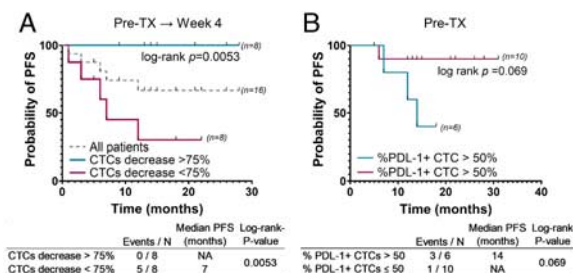 A
Pre-TX → Week 4
Probability of PFS
100
50
0
(n=8)
log-rank p=0.0053
(n=16)
(n=8)
All patients
CTCs decrease >75%
CTCs decrease <75%
0 10 20 30
Time (months)
Events / N Median PFS (months) Log-rank-P-value
CTCs decrease > 75% 0 / 8 NA 0.0053
CTCs decrease < 75% 5 / 8 7
B
Pre-TX
Probability of PFS
100
50
0
(n=10)
log rank p =0.069
(n=6)
%PDL-1+ CTC > 50%
%PDL-1+ CTC > 50%
0 10 20 30 40
Time (months)
Events / N Median PFS (months) Log-rank-P-value
% PDL-1+ CTCs > 50 3 / 6 14 0.069
% PDL-1+ CTCs ≤ 50 1 / 10 NA